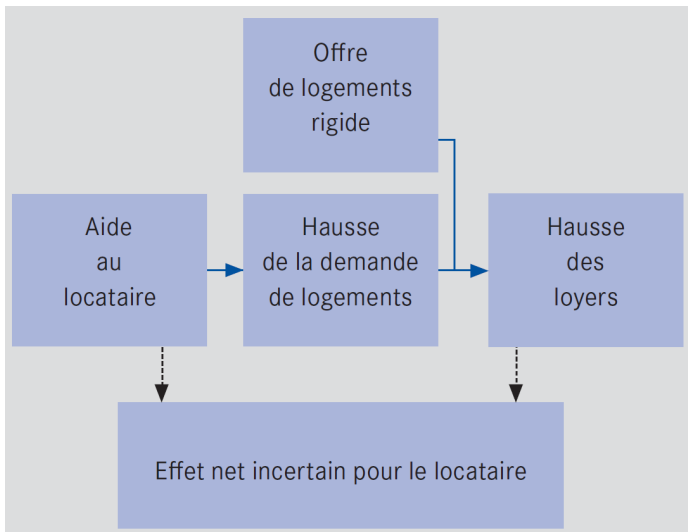 Offre
de logements
rigide
Aide
au
locataire
Hausse
de la demande
de logements
Hausse
des
loyers
Effet net incertain pour le locataire